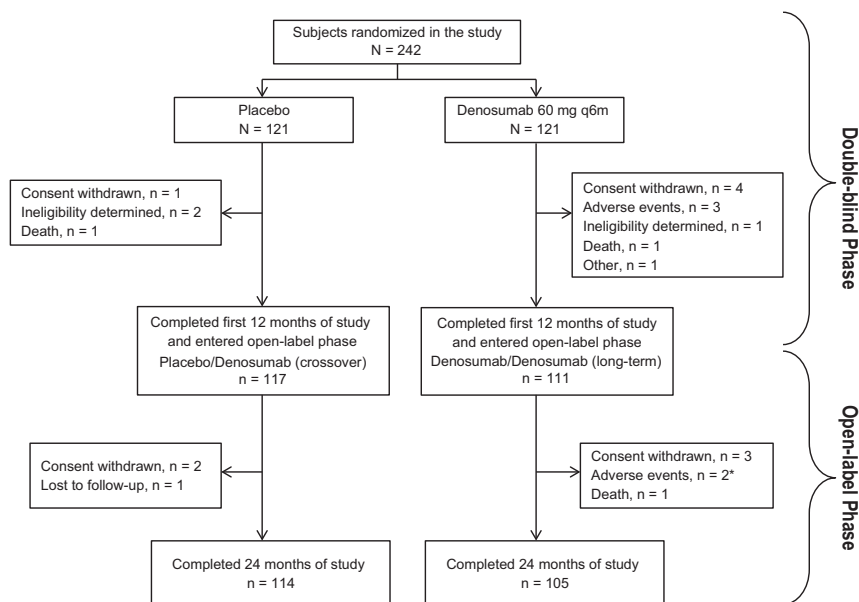 Subjects randomized in the study
N = 242
Placebo
N = 121
Denosumab 60 mg q6m
N = 121
Consent withdrawn, n = 1
Ineligibility determined, n = 2
Death, n = 1
Consent withdrawn, n = 4
Adverse events, n = 3
Ineligibility determined, n = 1
Death, n = 1
Other, n = 1
Double-blind Phase
Completed first 12 months of study
and entered open-label phase
Placebo/Denosumab (crossover)
n = 117
Completed first 12 months of study
and entered open-label phase
Denosumab/Denosumab (long-term)
n = 111
Consent withdrawn, n = 2
Lost to follow-up, n = 1
Consent withdrawn, n = 3
Adverse events, n = 2*
Death, n = 1
Open-label Phase
Completed 24 months of study
n = 114
Completed 24 months of study
n = 105